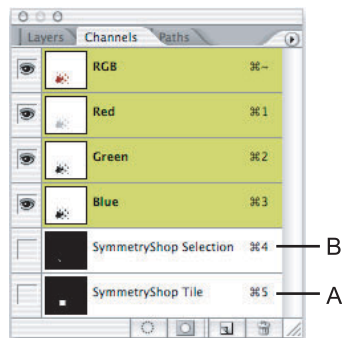 Layers Channels Paths
RGB ⌘~
Red ⌘1
Green ⌘2
Blue ⌘3
SymmetryShop Selection ⌘4 B
SymmetryShop Tile ⌘5 A